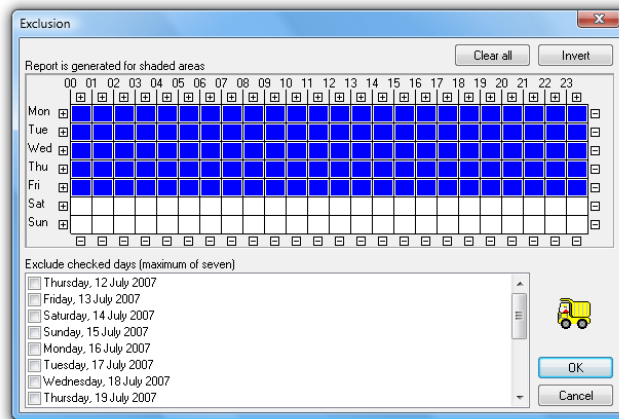 Exclusion
Clear all Invert
Report is generated for shaded areas
00 01 02 03 04 05 06 07 08 09 10 11 12 13 14 15 16 17 18 19 20 21 22 23
Mon
Tue
Wed
Thu
Fri
Sat
Sun
Exclude checked days (maximum of seven)
Thursday, 12 July 2007
Friday, 13 July 2007
Saturday, 14 July 2007
Sunday, 15 July 2007
Monday, 16 July 2007
Tuesday, 17 July 2007
Wednesday, 18 July 2007
Thursday, 19 July 2007
OK
Cancel